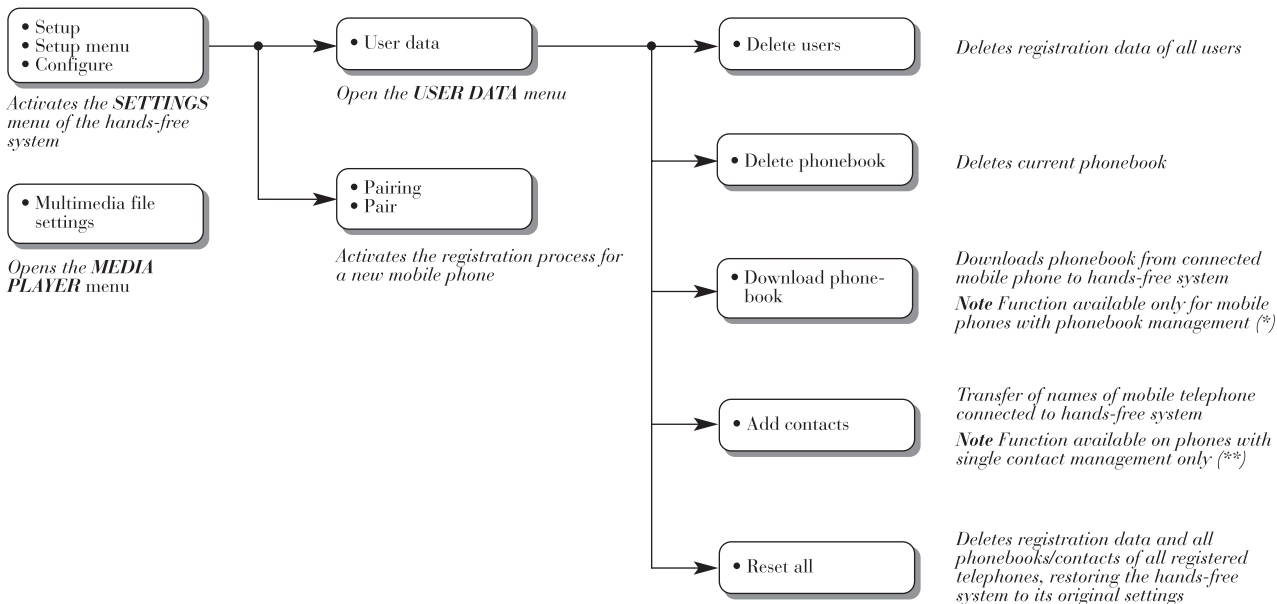 • Setup
• Setup menu
• Configure
Activates the SETTINGS
menu of the hands-free
system
• Multimedia file
settings
Opens the MEDIA
PLAYER menu
• User data
Open the USER DATA menu
• Pairing
• Pair
Activates the registration process for
a new mobile phone
• Delete users
Deletes registration data of all users
• Delete phonebook
Deletes current phonebook
• Download phone-
book
Downloads phonebook from connected
mobile phone to hands-free system
Note Function available only for mobile
phones with phonebook management (*)
• Add contacts
Transfer of names of mobile telephone
connected to hands-free system
Note Function available on phones with
single contact management only (**)
• Reset all
Deletes registration data and all
phonebooks/contacts of all registered
telephones, restoring the hands-free
system to its original settings